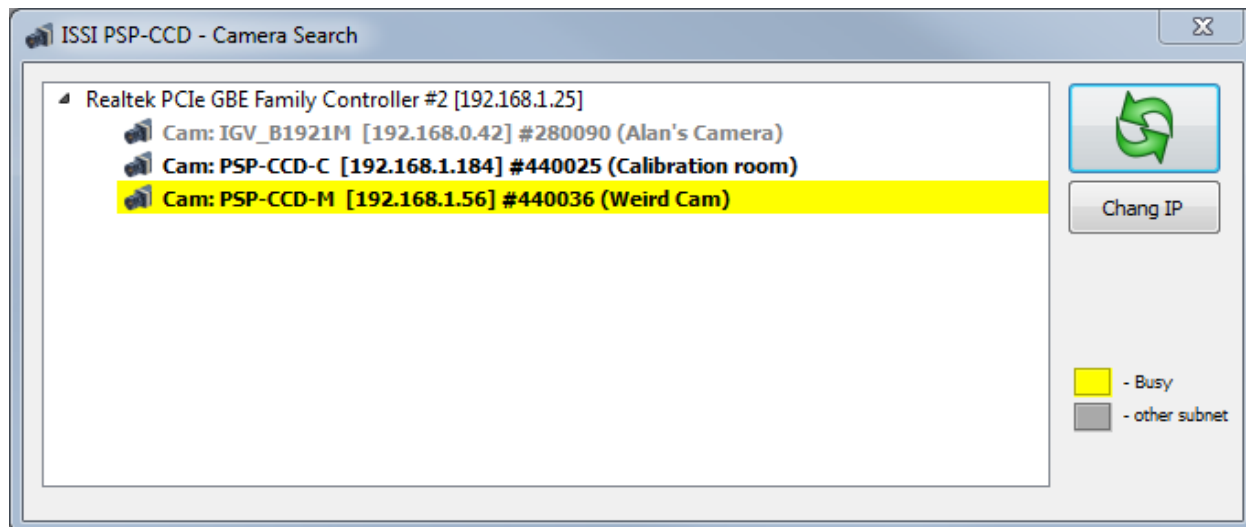 ISSI PSP-CCD - Camera Search
Realtek PCIe GBE Family Controller #2 [192.168.1.25]
Cam: IGV_B1921M [192.168.0.42] #280090 (Alan's Camera)
Cam: PSP-CCD-C [192.168.1.184] #440025 (Calibration room)
Cam: PSP-CCD-M [192.168.1.56] #440036 (Weird Cam)
Chang IP
- Busy
- other subnet